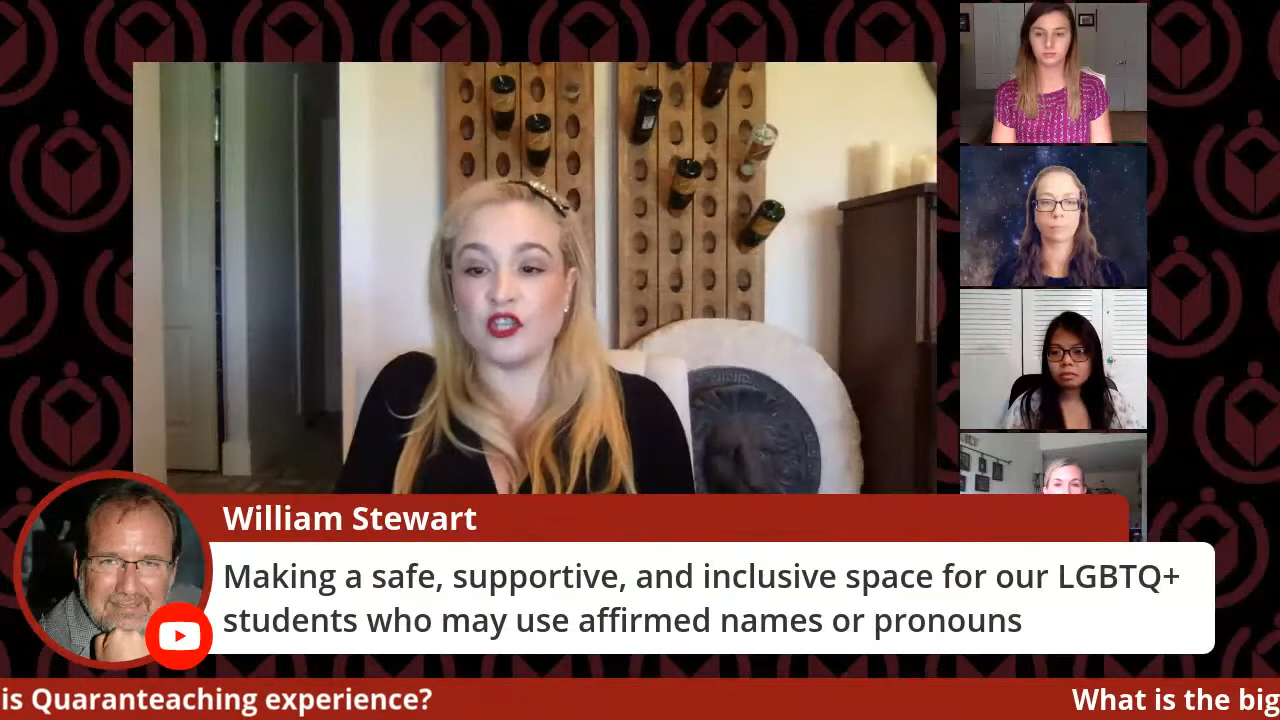 William Stewart
Making a safe, supportive, and inclusive space for our LGBTQ+
students who may use affirmed names or pronouns
is Quaranteaching experience?
What is the big